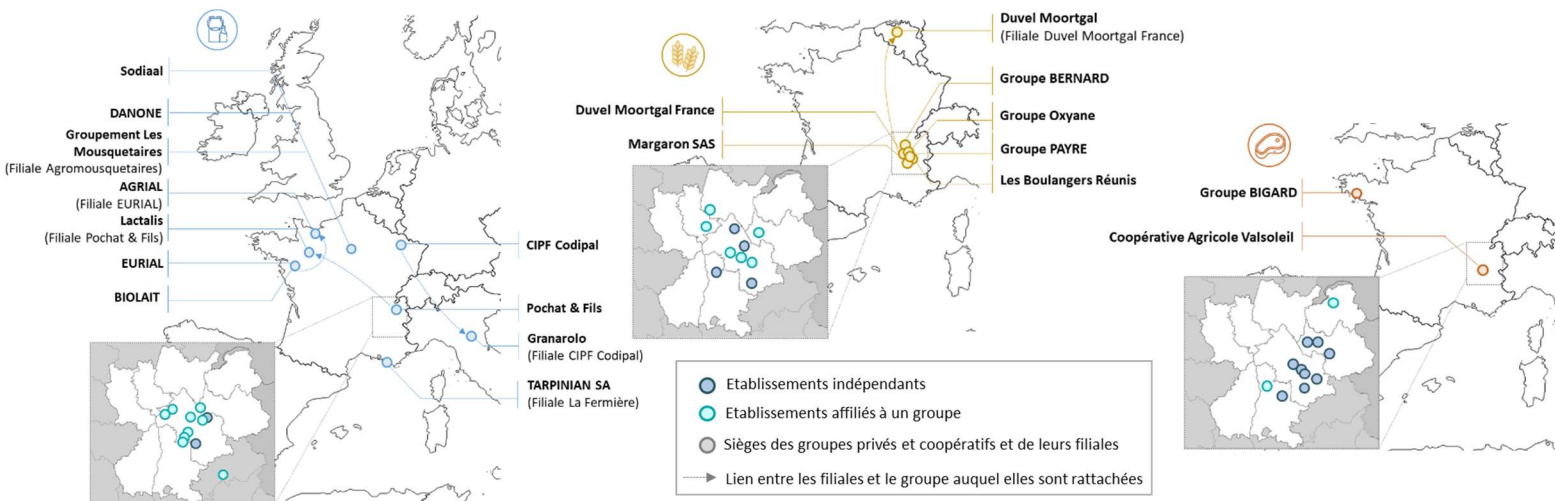 Sodiaal
DANONE
Groupement Les
Mousquetaires
(Filiale Agromousquetaires)
AGRIAL
(Filiale EURIAL)
Lactalis
(Filiale Pochat & Fils)
EURIAL
BIOLAIT
CIPF Codipal
Pochat & Fils
Granarolo
(Filiale CIPF Codipal)
TARPINIAN SA
(Filiale La Fermière)
Duvel Moortgal France
Margaron SAS
Duvel Moortgal
(Filiale Duvel Moortgal France)
Groupe BERNARD
Groupe Oxyane
Groupe PAYRE
Les Boulangers Réunis
Groupe BIGARD
Coopérative Agricole Valsoleil
Etablissements indépendants
Etablissements affiliés à un groupe
Sièges des groupes privés et coopératifs et de leurs filiales
Lien entre les filiales et le groupe auquel elles sont rattachées